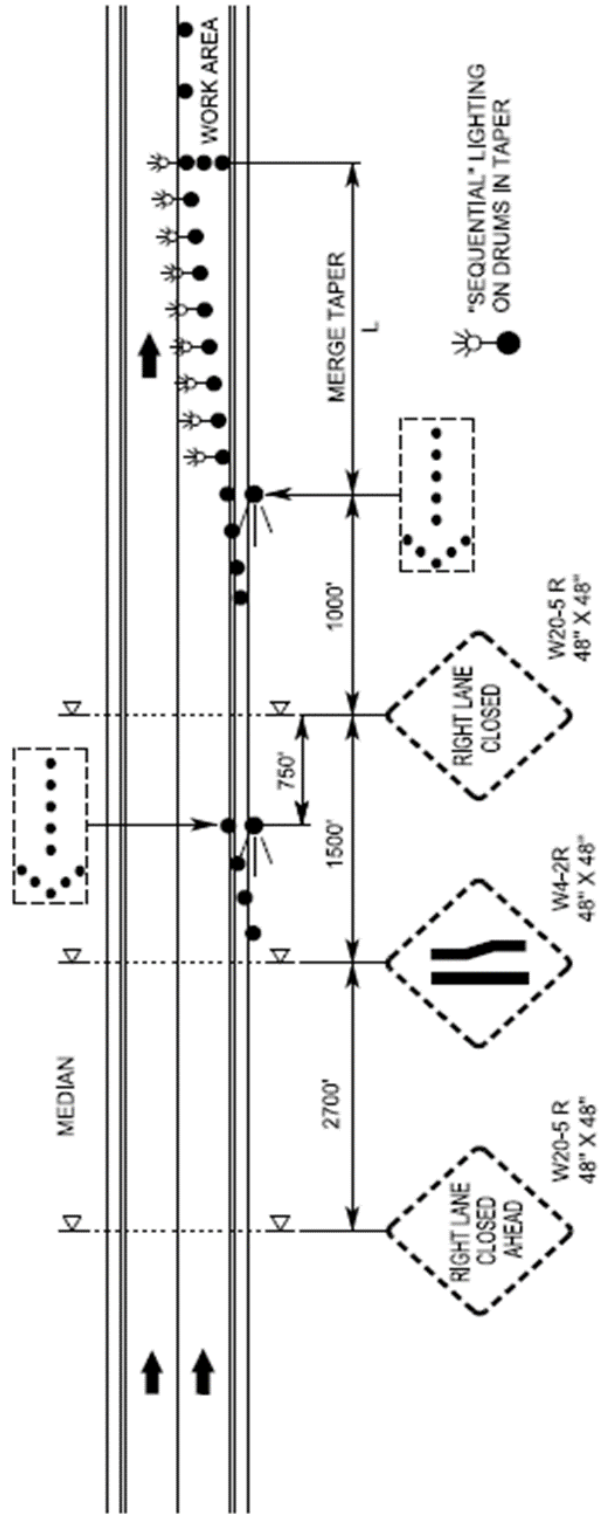 MEDIAN
RIGHT LANE
CLOSED
AHEAD
W20-5 R
48" X 48"
2700'
W4-2R
48" X 48"
1500'
750'
RIGHT LANE
CLOSED
W20-5 R
48" X 48"
1000'
MERGE TAPER
L
WORK AREA
"SEQUENTIAL" LIGHTING
ON DRUMS IN TAPER